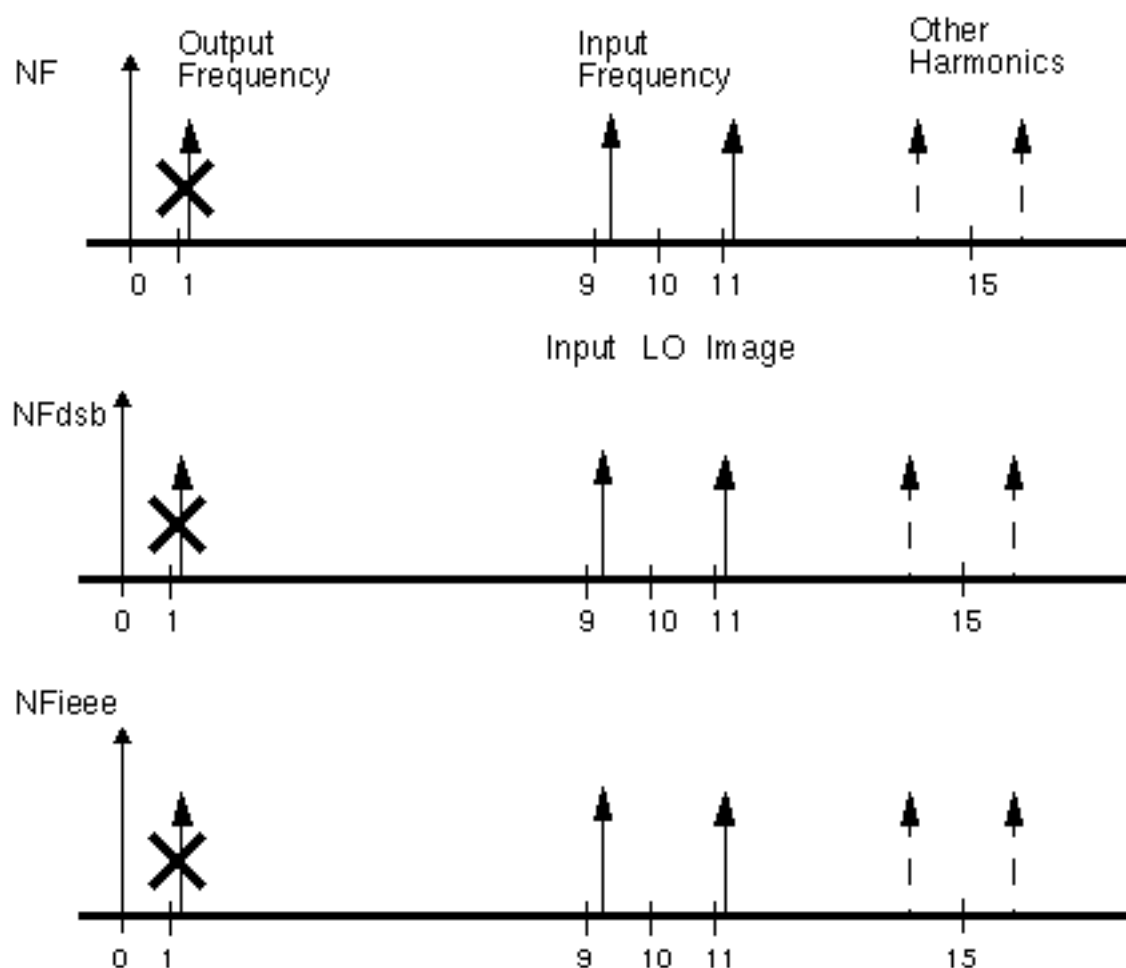 NF
Output
Frequency
Input
Frequency
Other
Harmonics
0 1 9 10 11 15
Input LO Image
NFdsb
0 1 9 10 11 15
NFieee
0 1 9 10 11 15